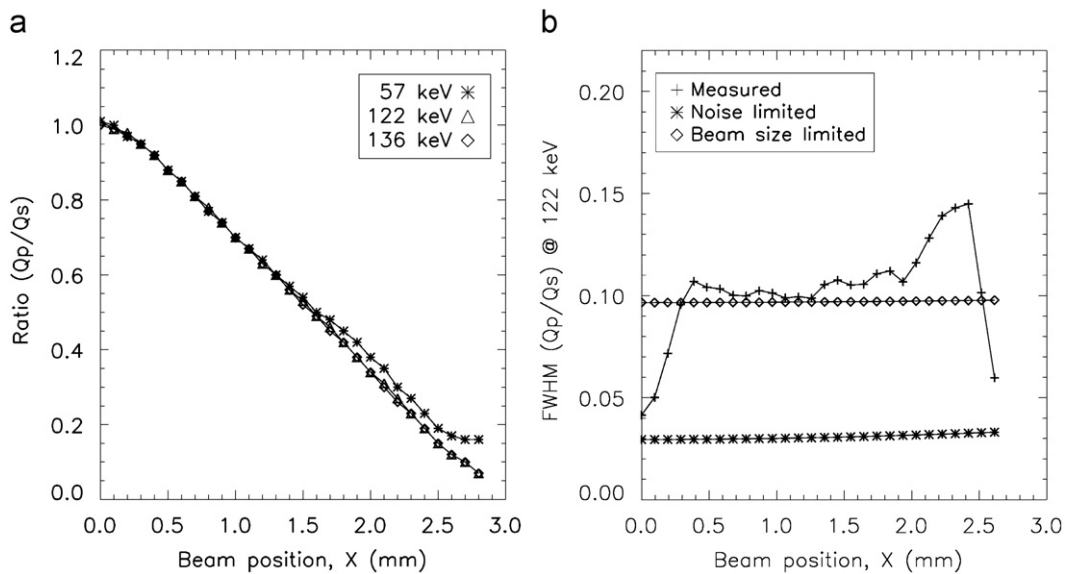 a
1.2
1.0
0.8
0.6
0.4
0.2
0.0
Ratio (Qp/Qs)
57 keV
122 keV
136 keV
0.0 0.5 1.0 1.5 2.0 2.5 3.0
Beam position, X (mm)
b
0.20
0.15
0.10
0.05
0.00
FWHM (Qp/Qs) @ 122 keV
Measured
Noise limited
Beam size limited
0.0 0.5 1.0 1.5 2.0 2.5 3.0
Beam position, X (mm)